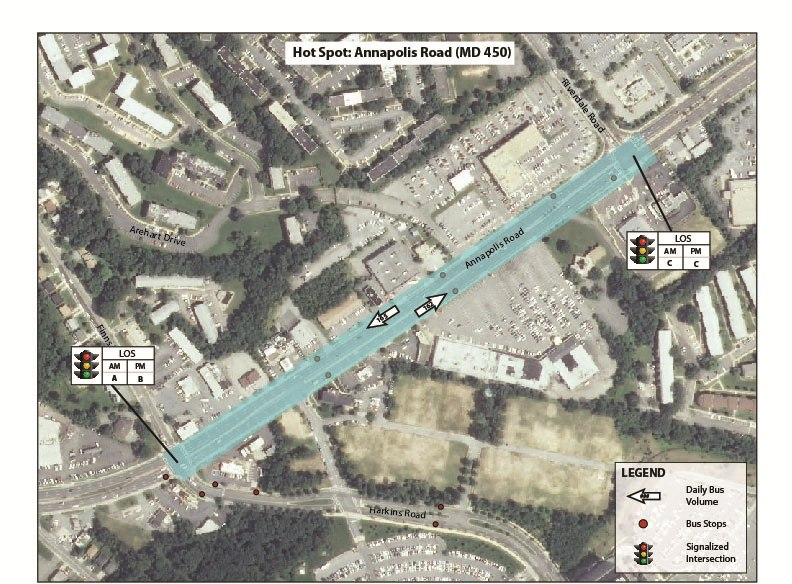 Hot Spot: Annapolis Road (MD 450)
Riverdale Road
Arehart Drive
Annapolis Road
LOS
AM PM
C C
Finns
LOS
AM PM
A B
Harkins Road
LEGEND
Daily Bus
Volume
Bus Stops
Signalized
Intersection